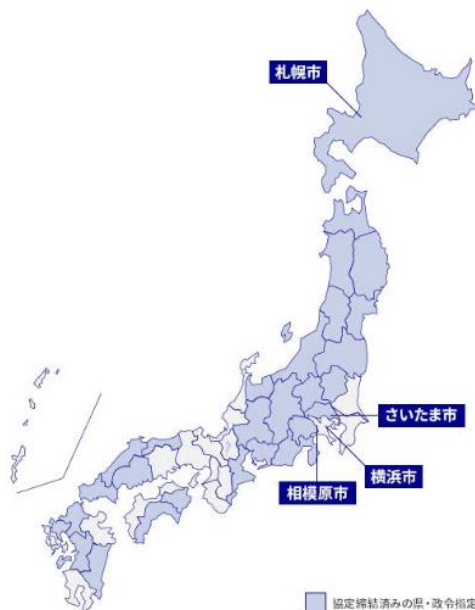 札幌市
さいたま市
横浜市
相模原市
協定締結済みの県・政令指定